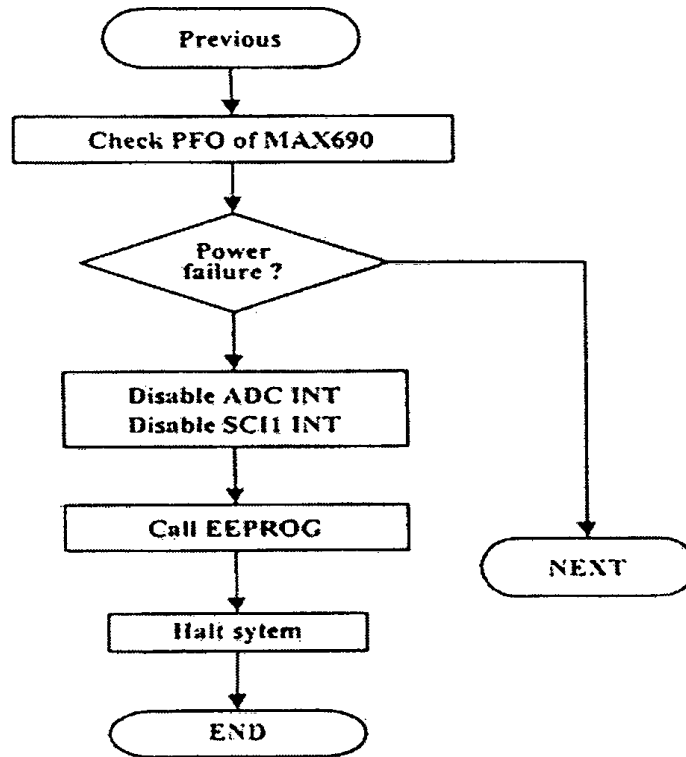 Previous
Check PFO of MAX690
Power
failure ?
Disable ADC INT
Disable SCI1 INT
Call EEPROG
NEXT
Halt sytem
END